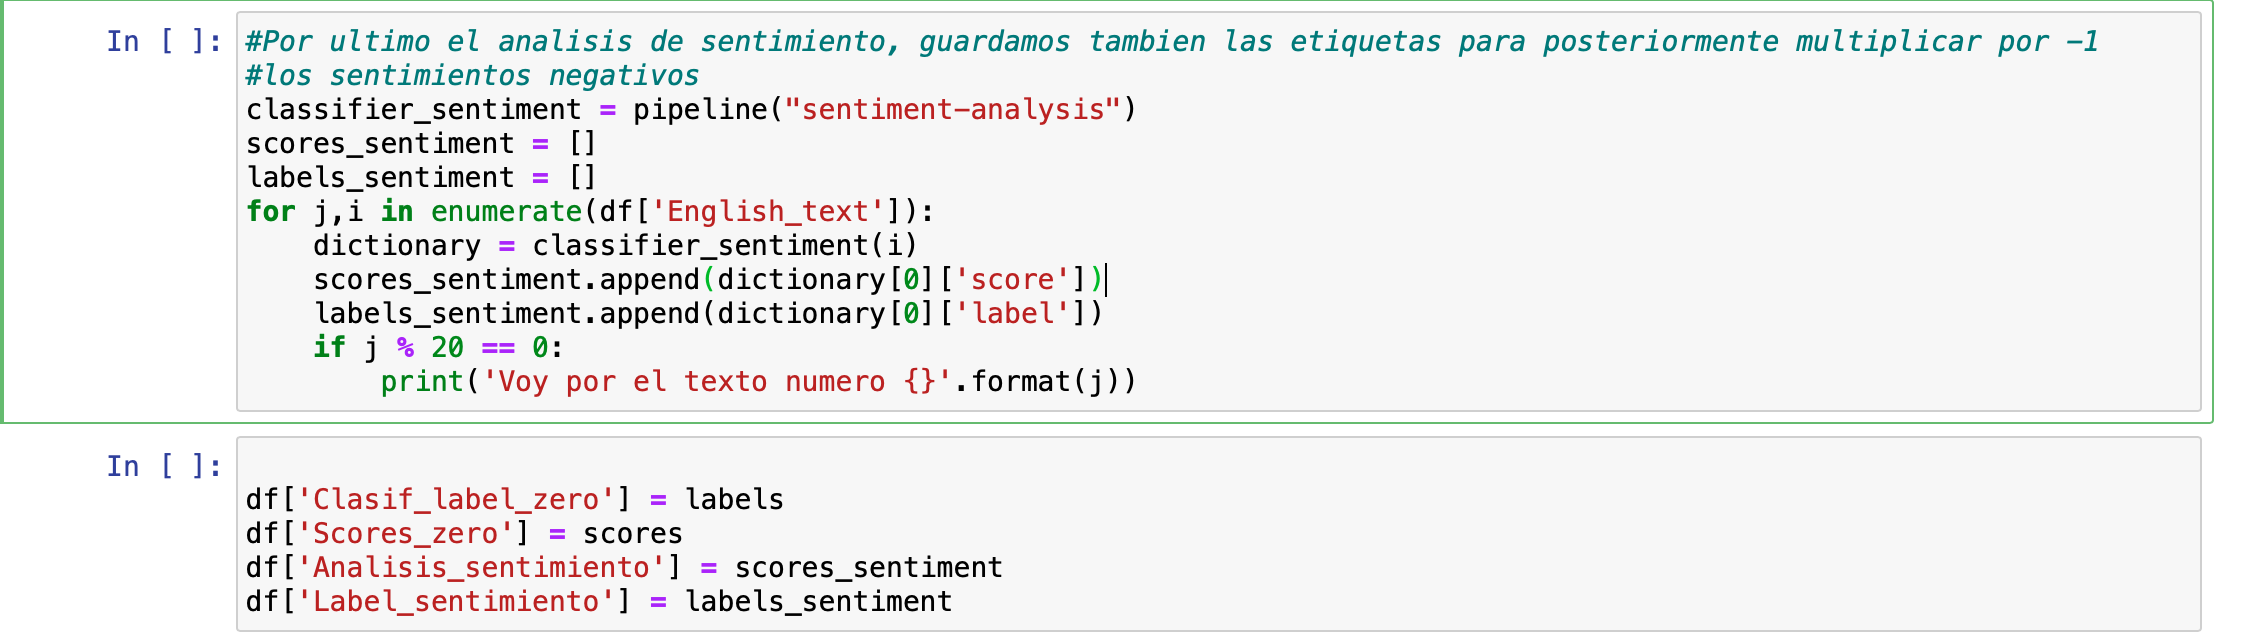 In [ ]: #Por ultimo el analisis de sentimiento, guardamos tambien las etiquetas para posteriormente multiplicar por -1
#los sentimientos negativos
classifier_sentiment = pipeline("sentiment-analysis")
scores_sentiment = []
labels_sentiment = []
for j,i in enumerate(df['English_text']):
    dictionary = classifier_sentiment(i)
    scores_sentiment.append(dictionary[0]['score'])
    labels_sentiment.append(dictionary[0]['label'])
    if j % 20 == 0:
        print('Voy por el texto numero {}'.format(j))
In [ ]:
df['Clasif_label_zero'] = labels
df['Scores_zero'] = scores
df['Analisis_sentimiento'] = scores_sentiment
df['Label_sentimiento'] = labels_sentiment